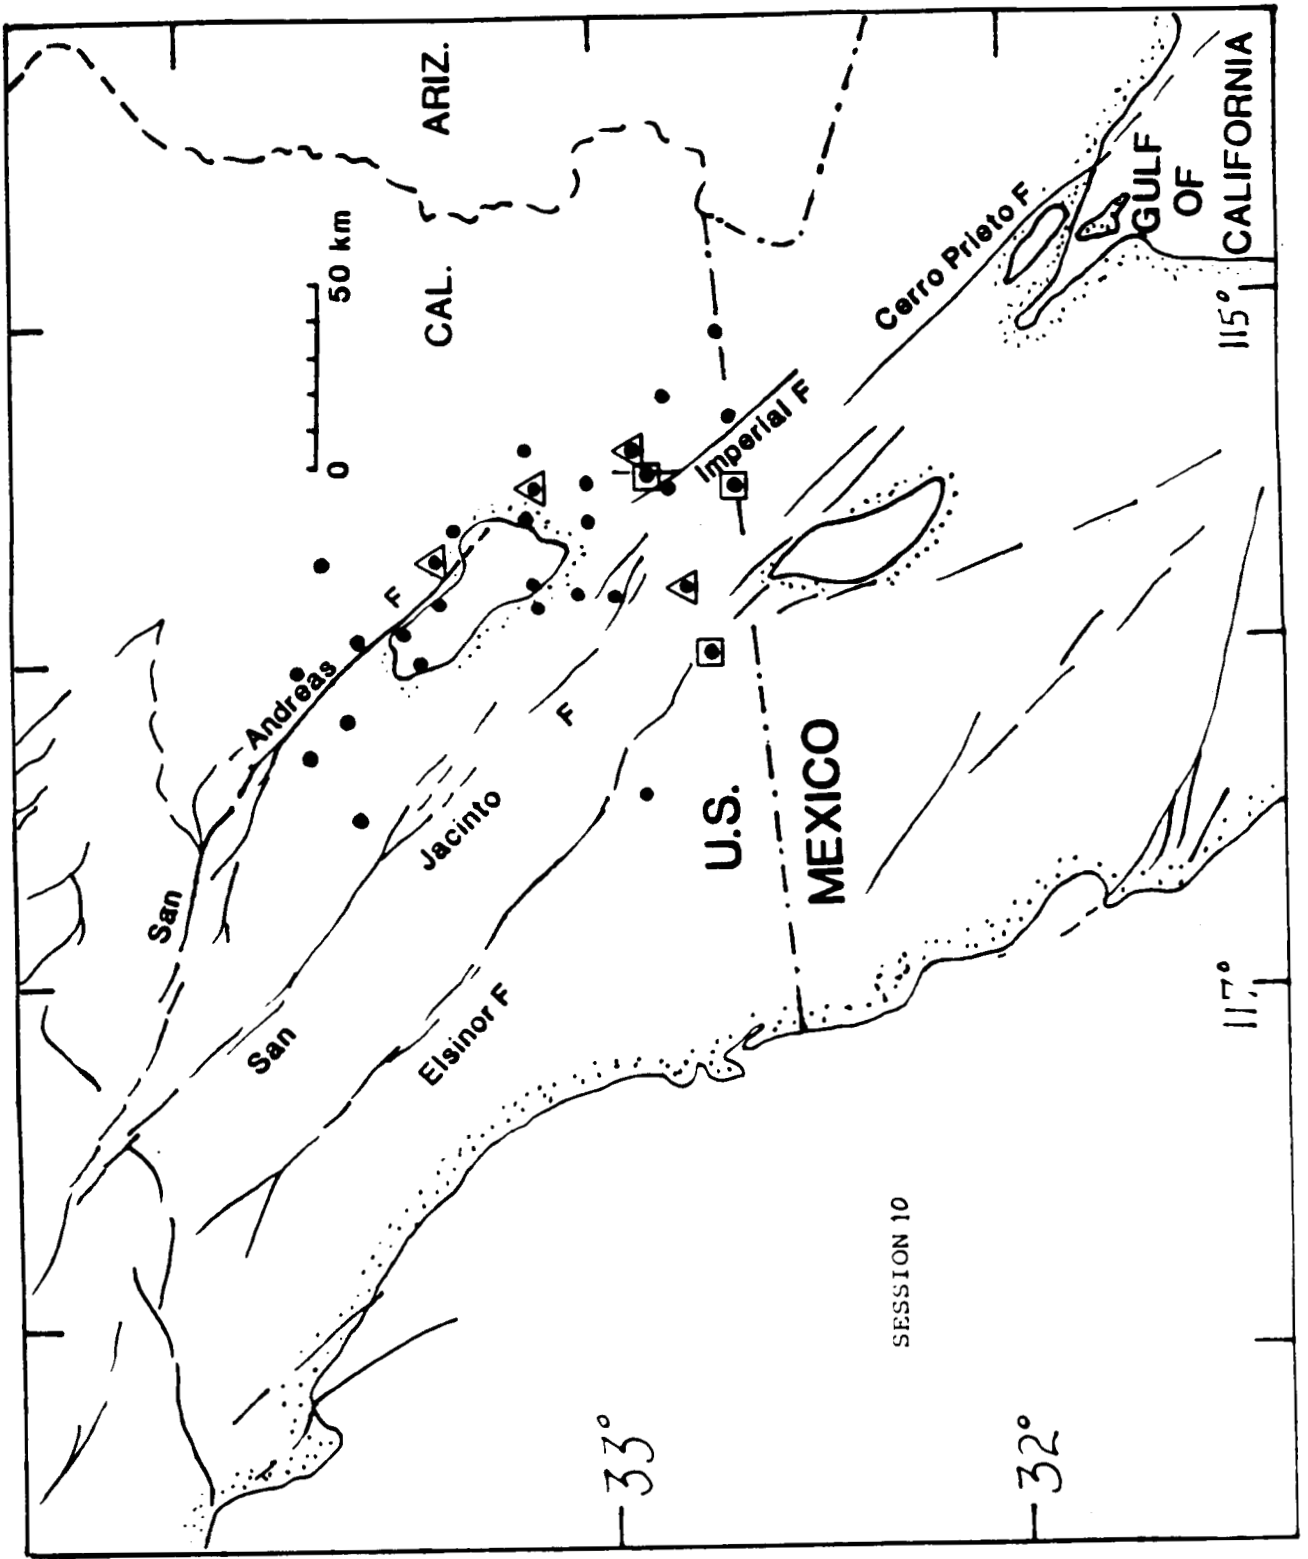 ARIZ.
CAL.
0
50 km
San
Andreas
F
San
Jacinto
F
Elsinor F
Imperial F
Cerro Prieto F
U.S.
MEXICO
GULF
OF
CALIFORNIA
115°
117°
33°
32°
SESSION 10